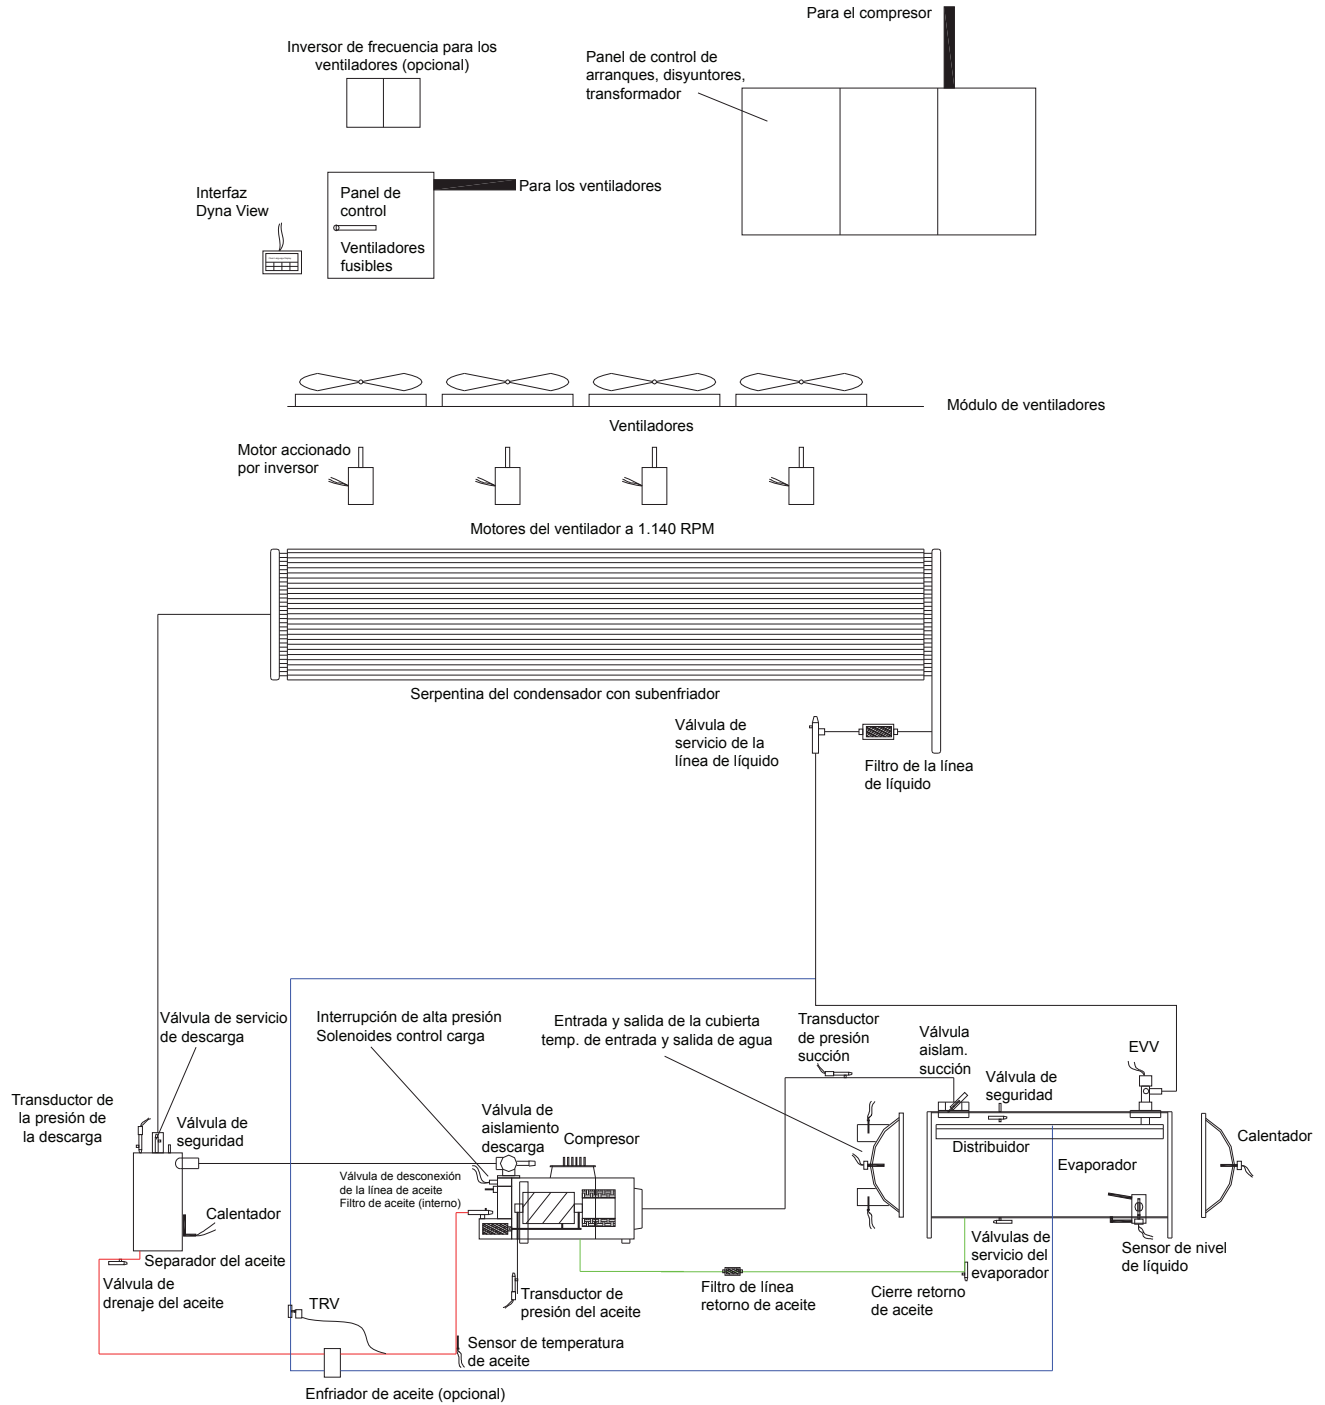 Para el compresor
Inversor de frecuencia para los
ventiladores (opcional)
Panel de control de
arranques, disyuntores,
transformador
Interfaz
Dyna View
Panel de
control
Ventiladores
fusibles
Para los ventiladores
Módulo de ventiladores
Ventiladores
Motor accionado
por inversor
Motores del ventilador a 1.140 RPM
Serpentina del condensador con subenfriador
Válvula de
servicio de la
línea de líquido
Filtro de la línea
de líquido
Válvula de servicio
de descarga
Interrupción de alta presión
Solenoides control carga
Entrada y salida de la cubierta
temp. de entrada y salida de agua
Transductor
de presión
succión
Válvula
aislam.
succión
EVV
Válvula de
seguridad
Transductor de
la presión de
la descarga
Válvula de
seguridad
Válvula de
aislamiento
descarga
Compresor
Distribuidor
Evaporador
Calentador
Válvula de desconexión
de la línea de aceite
Filtro de aceite (interno)
Calentador
Separador del aceite
Válvula de
drenaje del aceite
TRV
Transductor de
presión del aceite
Filtro de línea
retorno de aceite
Cierre retorno
de aceite
Válvulas de
servicio del
evaporador
Sensor de nivel
de líquido
Sensor de temperatura
de aceite
Enfriador de aceite (opcional)